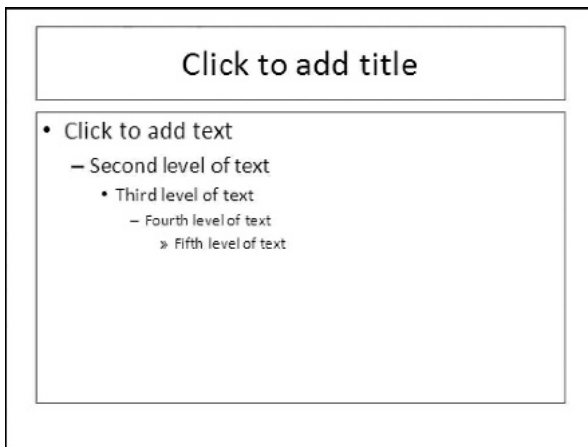 Click to add title
• Click to add text
– Second level of text
• Third level of text
– Fourth level of text
» Fifth level of text